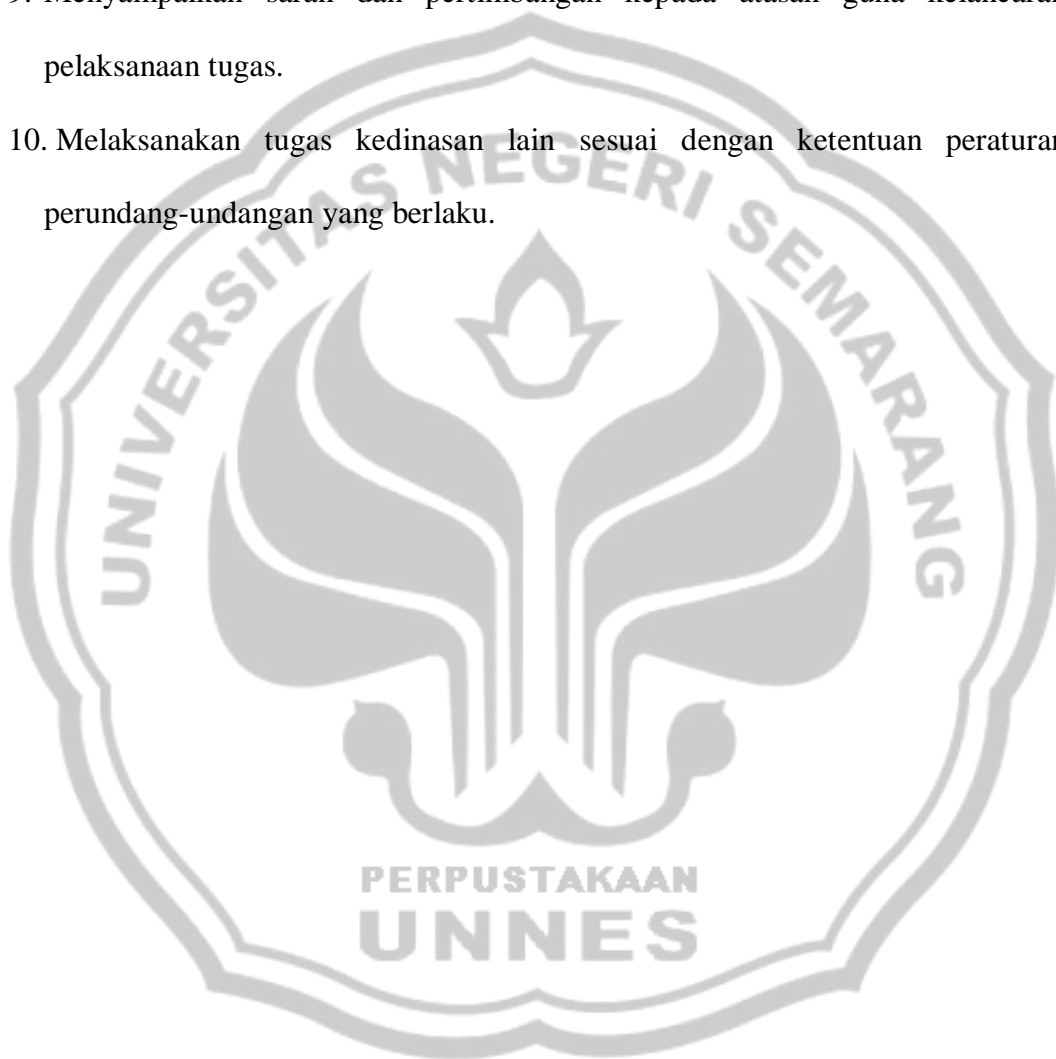 9. Menyampaikan saran dan pertimbangan kepada atasan guna kelancaran
pelaksanaan tugas.
10. Melaksanakan tugas kedinasan lain sesuai dengan ketentuan peraturan
perundang-undangan yang berlaku.
UNIVERSITAS NEGERI SEMARANG
PERPUSTAKAAN
UNNES